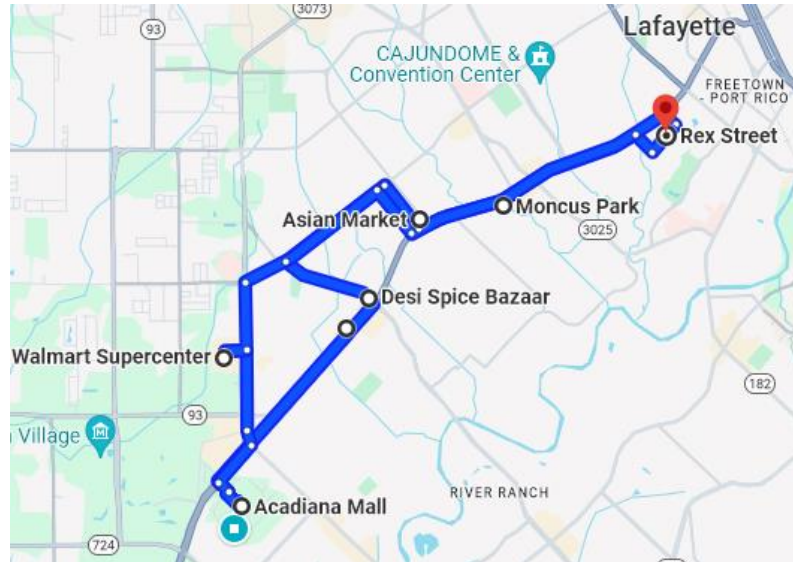 3073
93
Lafayette
CAJUNDOME &
Convention Center
FREETOWN
- PORT RICO
Rex Street
Asian Market
Moncus Park
3025
Desi Spice Bazaar
Walmart Supercenter
182
93
Village
Acadiana Mall
RIVER RANCH
724